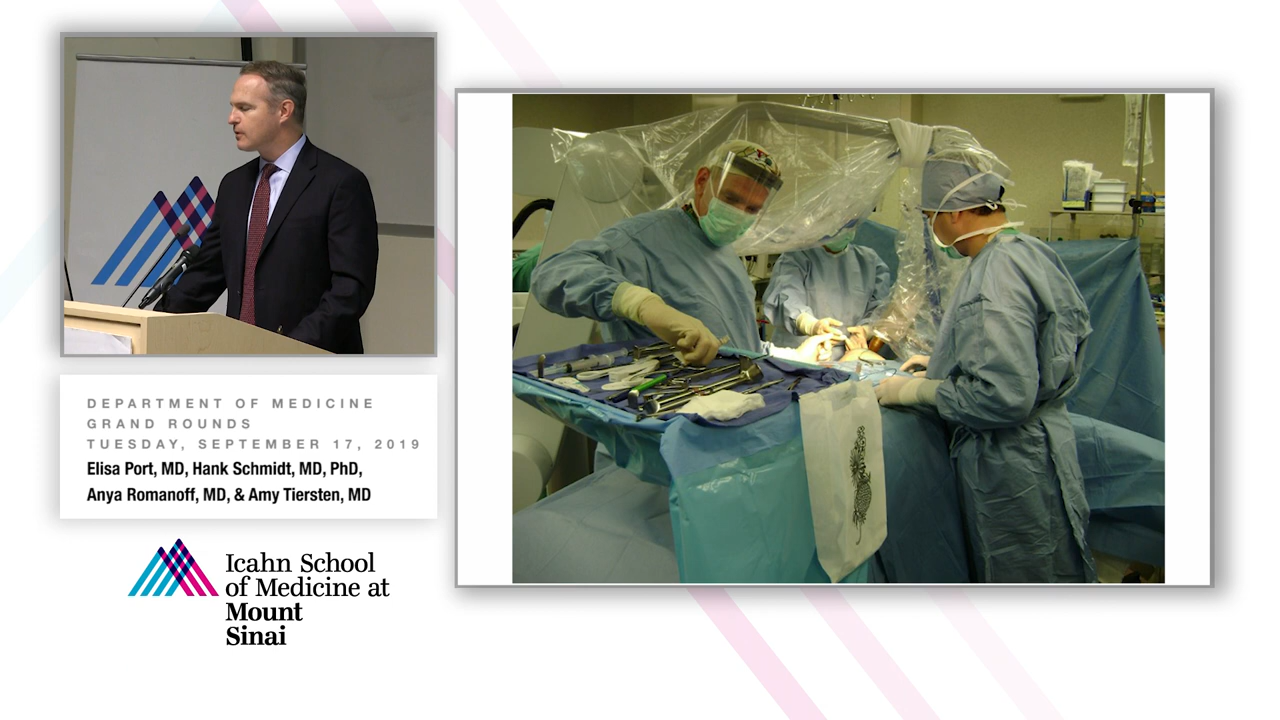 DEPARTMENT OF MEDICINE
GRAND ROUNDS
TUESDAY, SEPTEMBER 17, 2019
Elisa Port, MD, Hank Schmidt, MD, PhD,
Anya Romanoff, MD, & Amy Tiersten, MD
Icahn School
of Medicine at
Mount
Sinai